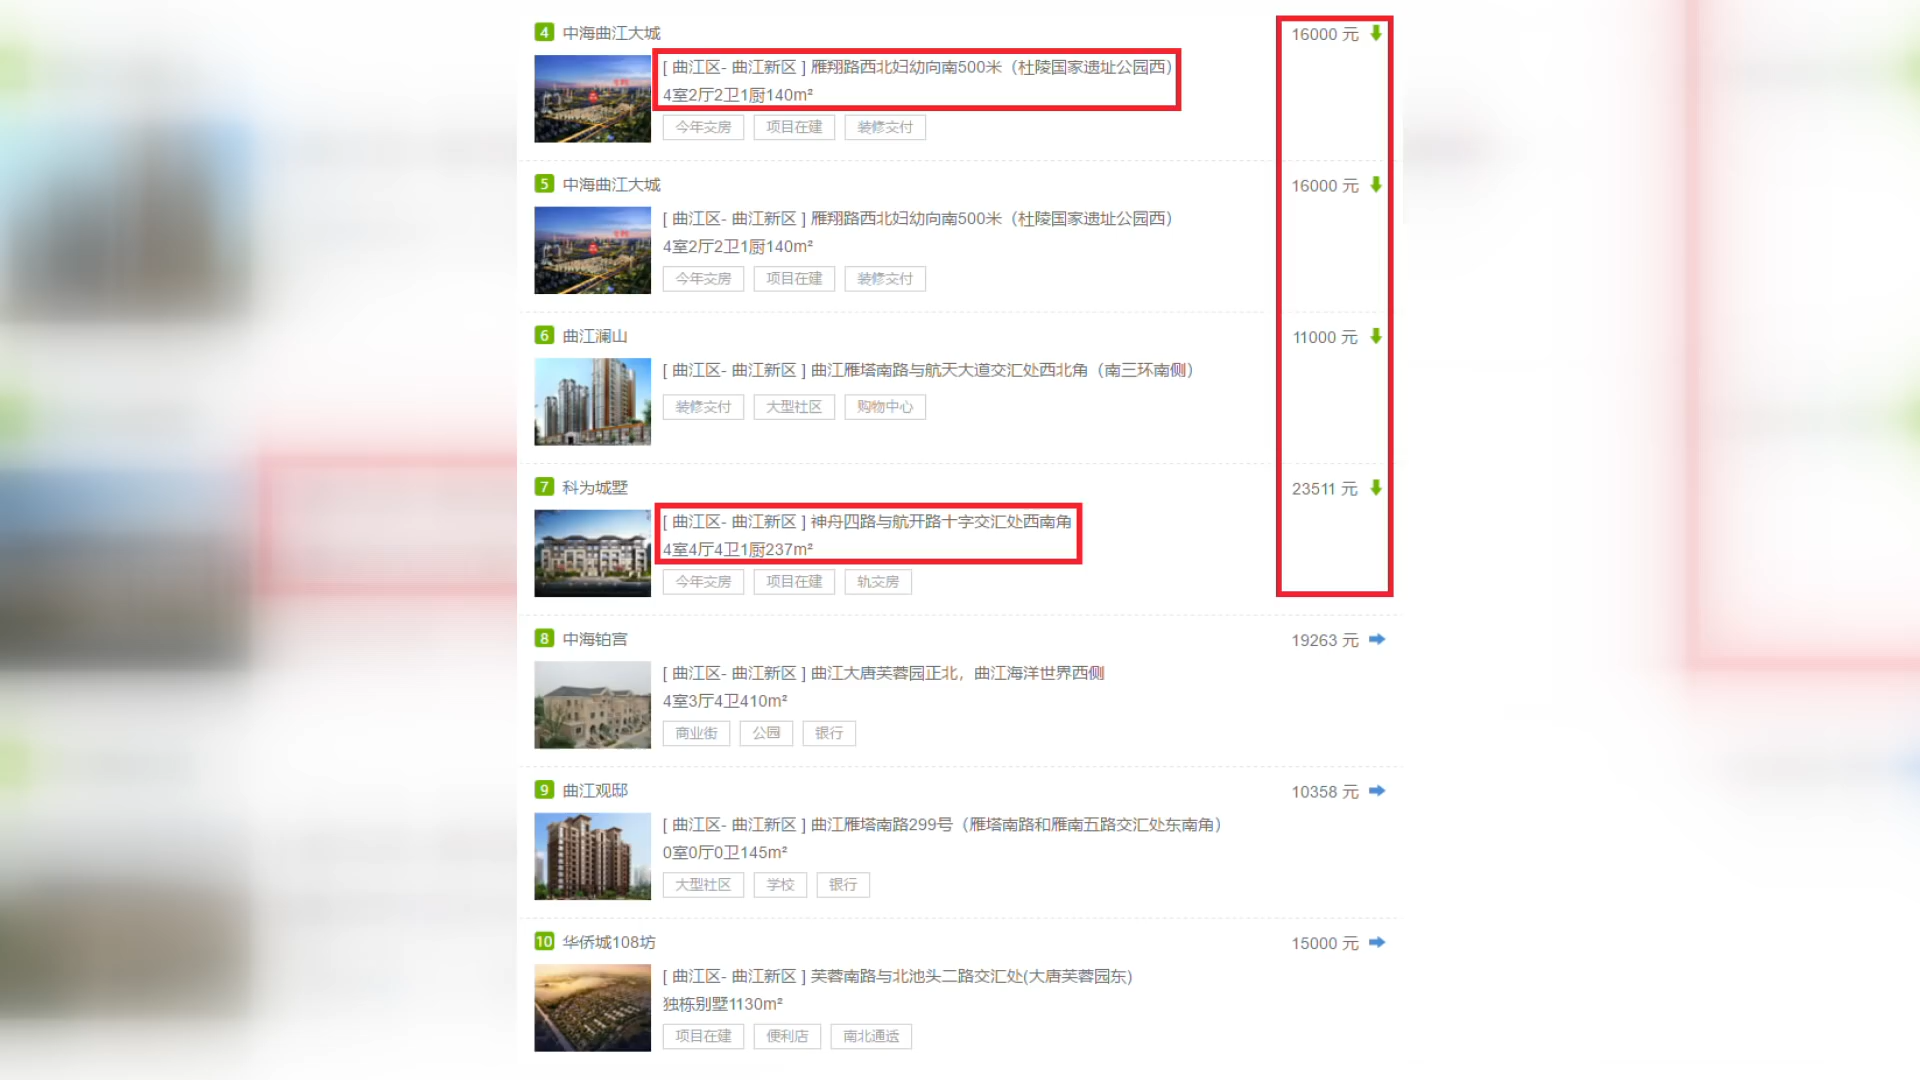 4 中海曲江大城 16000 元
[ 曲江区- 曲江新区 ] 雁翔路西北妇幼向南500米（杜陵国家遗址公园西）
4室2厅2卫1厨140m²
今年交房 项目在建 装修交付
5 中海曲江大城 16000 元
[ 曲江区- 曲江新区 ] 雁翔路西北妇幼向南500米（杜陵国家遗址公园西）
4室2厅2卫1厨140m²
今年交房 项目在建 装修交付
6 曲江澜山 11000 元
[ 曲江区- 曲江新区 ] 曲江雁塔南路与航天大道交汇处西北角（南三环南侧）
装修交付 大型社区 购物中心
7 科为城墅 23511 元
[ 曲江区- 曲江新区 ] 神舟四路与航开路十字交汇处西南角
4室4厅4卫1厨237m²
今年交房 项目在建 轨交房
8 中海铂宫 19263 元
[ 曲江区- 曲江新区 ] 曲江大唐芙蓉园正北，曲江海洋世界西侧
4室3厅4卫410m²
商业街 公园 银行
9 曲江观邸 10358 元
[ 曲江区- 曲江新区 ] 曲江雁塔南路299号（雁塔南路和雁南五路交汇处东南角）
0室0厅0卫145m²
大型社区 学校 银行
10 华侨城108坊 15000 元
[ 曲江区- 曲江新区 ] 芙蓉南路与北池头二路交汇处(大唐芙蓉园东)
独栋别墅1130m²
项目在建 便利店 南北通透